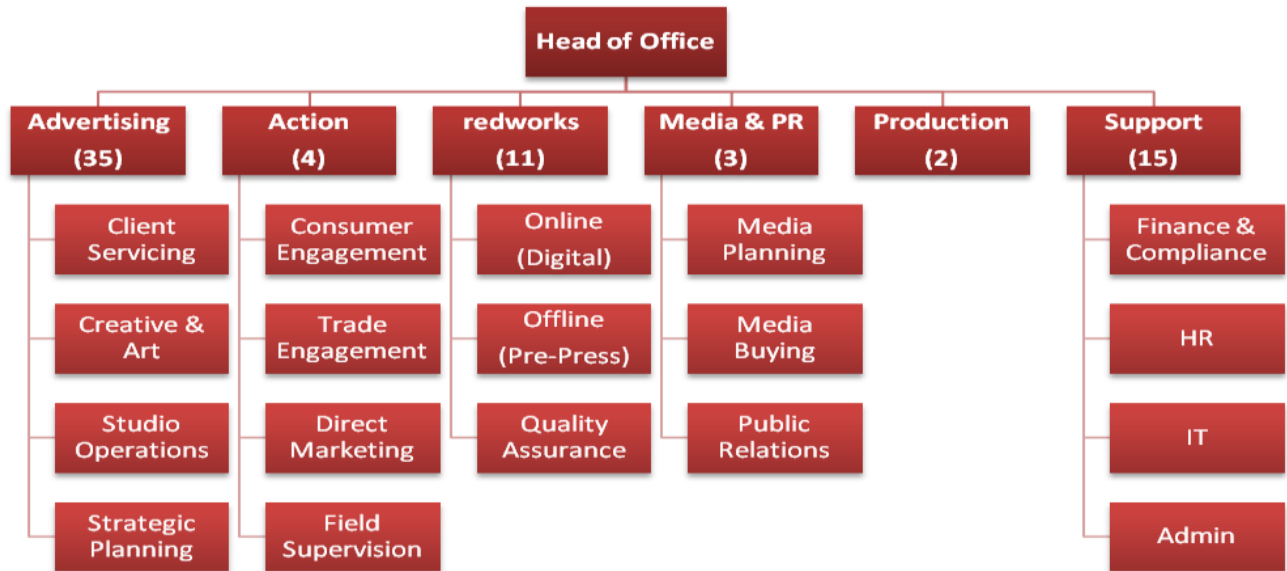 Head of Office
Advertising
(35)
Client
Servicing
Creative &
Art
Studio
Operations
Strategic
Planning
Action
(4)
Consumer
Engagement
Trade
Engagement
Direct
Marketing
Field
Supervision
redworks
(11)
Online
(Digital)
Offline
(Pre-Press)
Quality
Assurance
Media & PR
(3)
Media
Planning
Media
Buying
Public
Relations
Production
(2)
Support
(15)
Finance &
Compliance
HR
IT
Admin